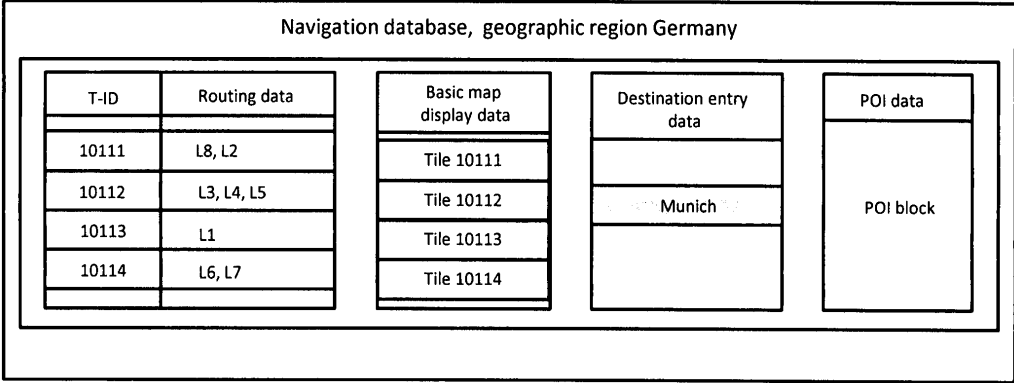 Navigation database, geographic region Germany
T-ID Routing data
10111 L8, L2
10112 L3, L4, L5
10113 L1
10114 L6, L7
Basic map
display data
Tile 10111
Tile 10112
Tile 10113
Tile 10114
Destination entry
data
Munich
POI data
POI block